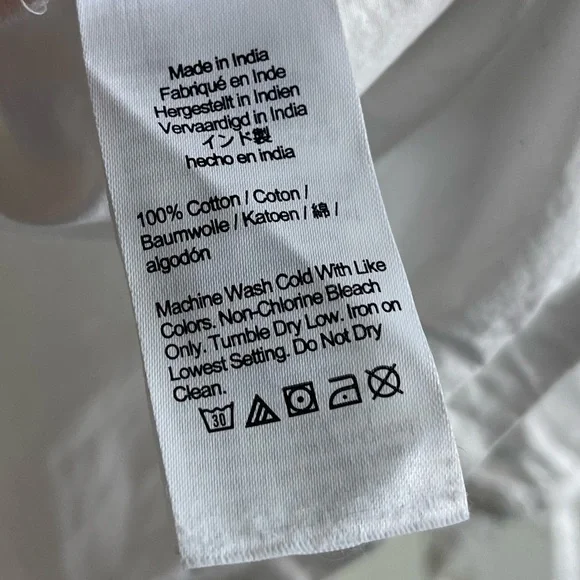 Made in India
Fabriqué en Inde
Hergestellt in Indien
Vervaardigd in India
インド製
hecho en india
100% Cotton / Coton /
Baumwolle / Katoen / 綿 /
algodón
Machine Wash Cold With Like
Colors. Non-Chlorine Bleach
Only. Tumble Dry Low. Iron on
Lowest Setting. Do Not Dry
Clean.
30